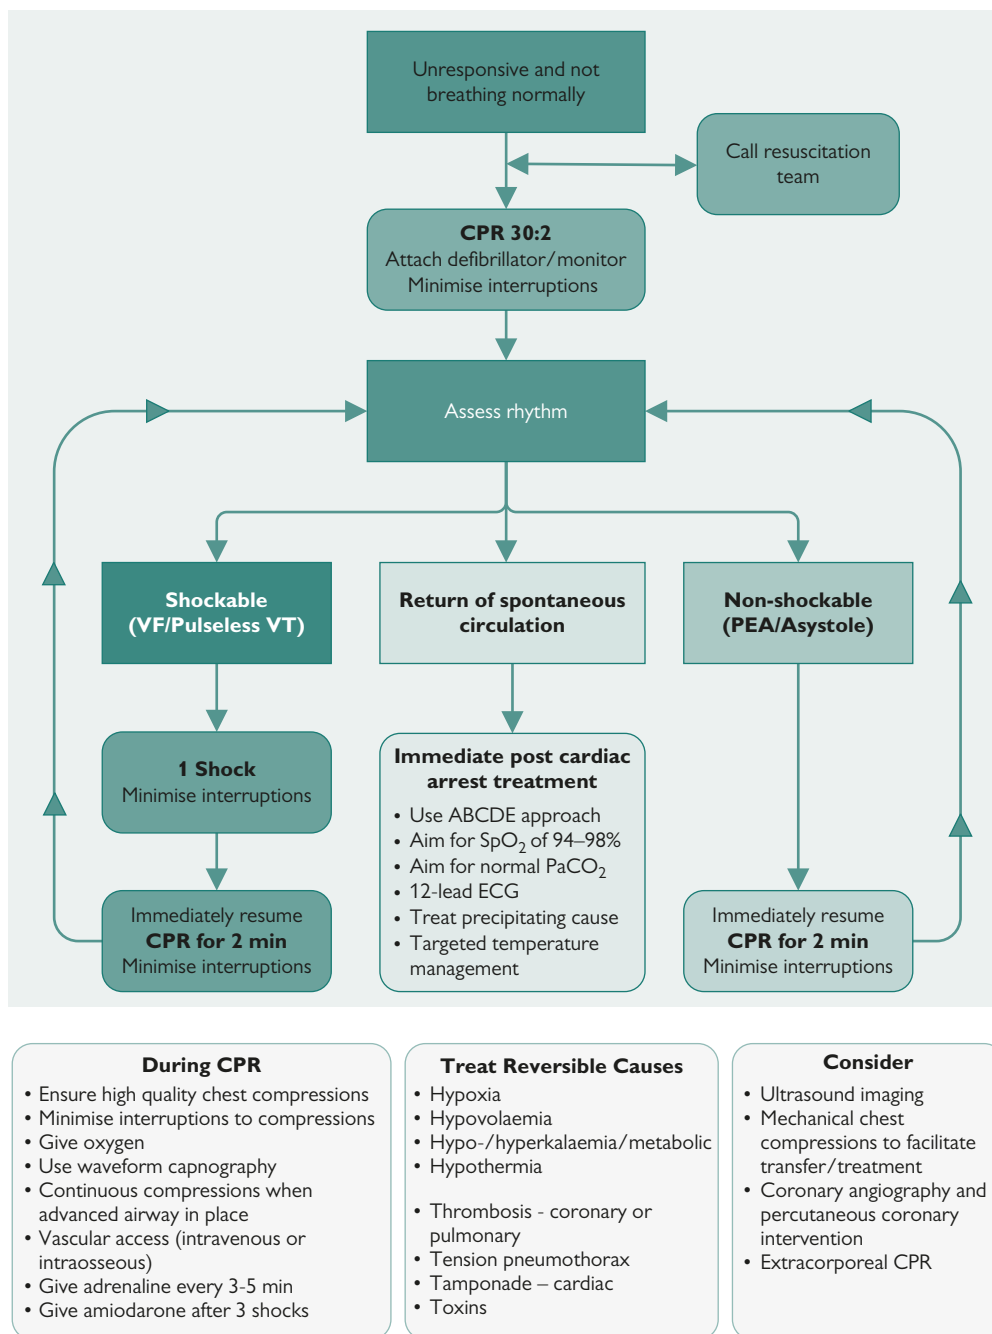 Unresponsive and not
breathing normally
Call resuscitation
team
CPR 30:2
Attach defibrillator/monitor
Minimise interruptions
Assess rhythm
Shockable
(VF/Pulseless VT)
Return of spontaneous
circulation
Non-shockable
(PEA/Asystole)
1 Shock
Minimise interruptions
Immediately resume
CPR for 2 min
Minimise interruptions
Immediate post cardiac
arrest treatment
• Use ABCDE approach
• Aim for SpO₂ of 94–98%
• Aim for normal PaCO₂
• 12-lead ECG
• Treat precipitating cause
• Targeted temperature
management
Immediately resume
CPR for 2 min
Minimise interruptions
During CPR
• Ensure high quality chest compressions
• Minimise interruptions to compressions
• Give oxygen
• Use waveform capnography
• Continuous compressions when
advanced airway in place
• Vascular access (intravenous or
intraosseous)
• Give adrenaline every 3-5 min
• Give amiodarone after 3 shocks
Treat Reversible Causes
• Hypoxia
• Hypovolaemia
• Hypo-/hyperkalaemia/metabolic
• Hypothermia
• Thrombosis - coronary or
pulmonary
• Tension pneumothorax
• Tamponade – cardiac
• Toxins
Consider
• Ultrasound imaging
• Mechanical chest
compressions to facilitate
transfer/treatment
• Coronary angiography and
percutaneous coronary
intervention
• Extracorporeal CPR